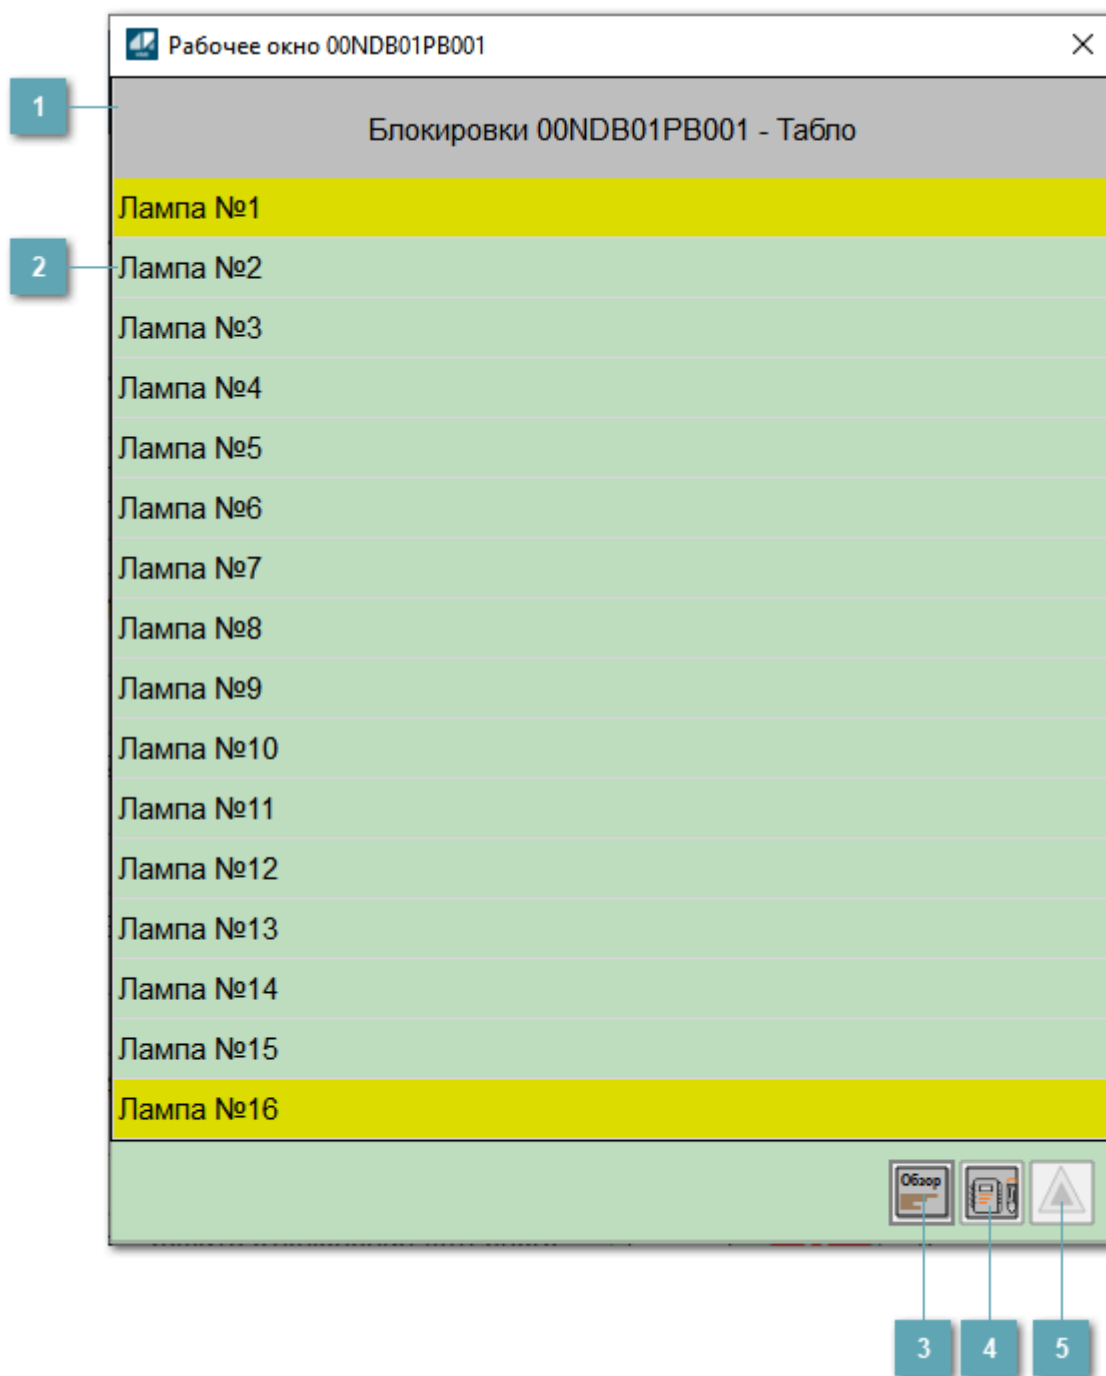 Рабочее окно 00NDB01PB001
1
Блокировки 00NDB01PB001 - Табло
Лампа №1
2
Лампа №2
Лампа №3
Лампа №4
Лампа №5
Лампа №6
Лампа №7
Лампа №8
Лампа №9
Лампа №10
Лампа №11
Лампа №12
Лампа №13
Лампа №14
Лампа №15
Лампа №16
Обзор
3 4 5